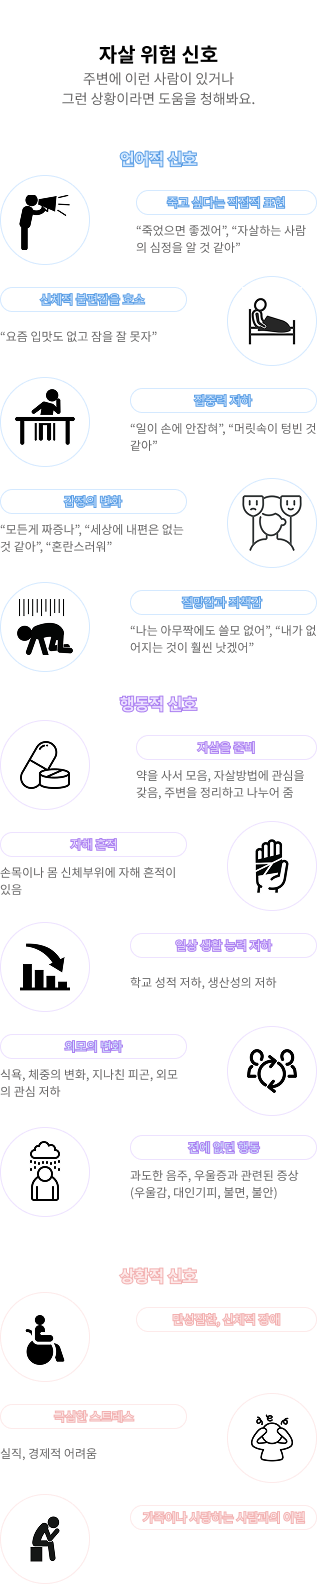 자살 위험 신호
주변에 이런 사람이 있거나
그런 상황이라면 도움을 청해봐요.
언어적 신호
죽고 싶다는 직접적 표현
“죽었으면 좋겠어”, “자살하는 사람
의 심정을 알 것 같아”
신체적 불편감을 호소
“요즘 입맛도 없고 잠을 잘 못자”
집중력 저하
“일이 손에 안잡혀”, “머릿속이 텅빈 것
같아”
감정의 변화
“모든게 짜증나”, “세상에 내편은 없는
것 같아”, “혼란스러워”
절망감과 죄책감
“나는 아무짝에도 쓸모 없어”, “내가 없
어지는 것이 훨씬 낫겠어”
행동적 신호
자살을 준비
약을 사서 모음, 자살방법에 관심을
갖음, 주변을 정리하고 나누어 줌
자해 흔적
손목이나 몸 신체부위에 자해 흔적이
있음
일상 생활 능력 저하
학교 성적 저하, 생산성의 저하
외모의 변화
식욕, 체중의 변화, 지나친 피곤, 외모
의 관심 저하
전에 없던 행동
과도한 음주, 우울증과 관련된 증상
(우울감, 대인기피, 불면, 불안)
상황적 신호
만성질환, 신체적 장애
극심한 스트레스
실직, 경제적 어려움
가족이나 사랑하는 사람과의 이별